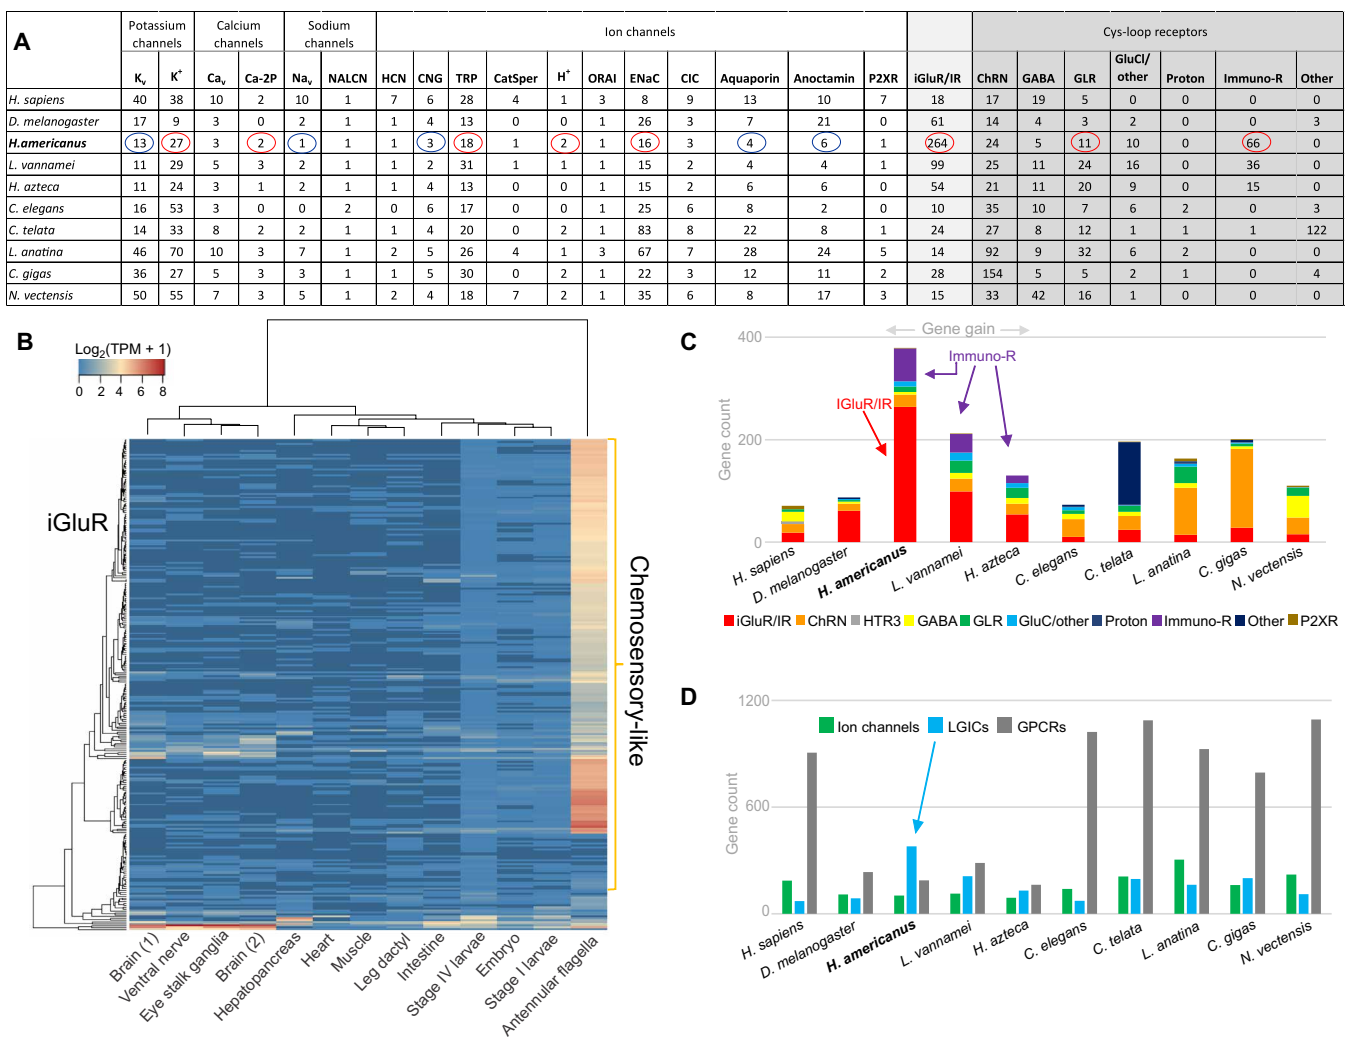 A
Potassium channels Calcium channels Sodium channels Ion channels Cys-loop receptors
Kv K+ Cav Ca-2P Nav NALCN HCN CNG TRP CatSper H+ ORAI ENaC ClC Aquaporin Anoctamin P2XR iGluR/IR ChRN GABA GLR GluCl/other Proton Immuno-R Other
H. sapiens 40 38 10 2 10 1 7 6 28 4 1 3 8 9 13 10 7 18 17 19 5 0 0 0 0
D. melanogaster 17 9 3 0 2 1 1 4 13 0 0 1 26 3 7 21 0 61 14 4 3 2 0 0 3
H.americanus 13 27 3 2 1 1 1 3 18 1 2 1 16 3 4 6 1 264 24 5 11 10 0 66 0
L. vannamei 11 29 5 3 2 1 1 2 31 1 1 1 15 2 4 4 1 99 25 11 24 16 0 36 0
H. azteca 11 24 3 1 2 1 1 4 13 0 0 1 15 2 6 6 0 54 21 11 20 9 0 15 0
C. elegans 16 53 3 0 0 2 0 6 17 0 0 1 25 6 8 2 0 10 35 10 7 6 2 0 3
C. telata 14 33 8 2 2 1 1 4 20 0 2 1 83 8 22 8 1 24 27 8 12 1 1 1 122
L. anatina 46 70 10 3 7 1 2 5 26 4 1 3 67 7 28 24 5 14 92 9 32 6 2 0 0
C. gigas 36 27 5 3 3 1 1 5 30 0 2 1 22 3 12 11 2 28 154 5 5 2 1 0 4
N. vectensis 50 55 7 3 5 1 2 4 18 7 2 1 35 6 8 17 3 15 33 42 16 1 0 0 0
B
Log2(TPM + 1)
0 2 4 6 8
iGluR
Chemosensory-like
Brain (1)
Ventral nerve
Eye stalk ganglia
Brain (2)
Hepatopancreas
Heart
Muscle
Leg dactyl
Intestine
Stage IV larvae
Embryo
Stage I larvae
Antennular flagella
C
Gene gain
400
200
0
Gene count
Immuno-R
IGluR/IR
H. sapiens
D. melanogaster
H. americanus
L. vannamei
H. azteca
C. elegans
C. telata
L. anatina
C. gigas
N. vectensis
iGluR/IR ChRN HTR3 GABA GLR GluC/other Proton Immuno-R Other P2XR
D
1200
600
0
Gene count
Ion channels LGICs GPCRs
H. sapiens
D. melanogaster
H. americanus
L. vannamei
H. azteca
C. elegans
C. telata
L. anatina
C. gigas
N. vectensis